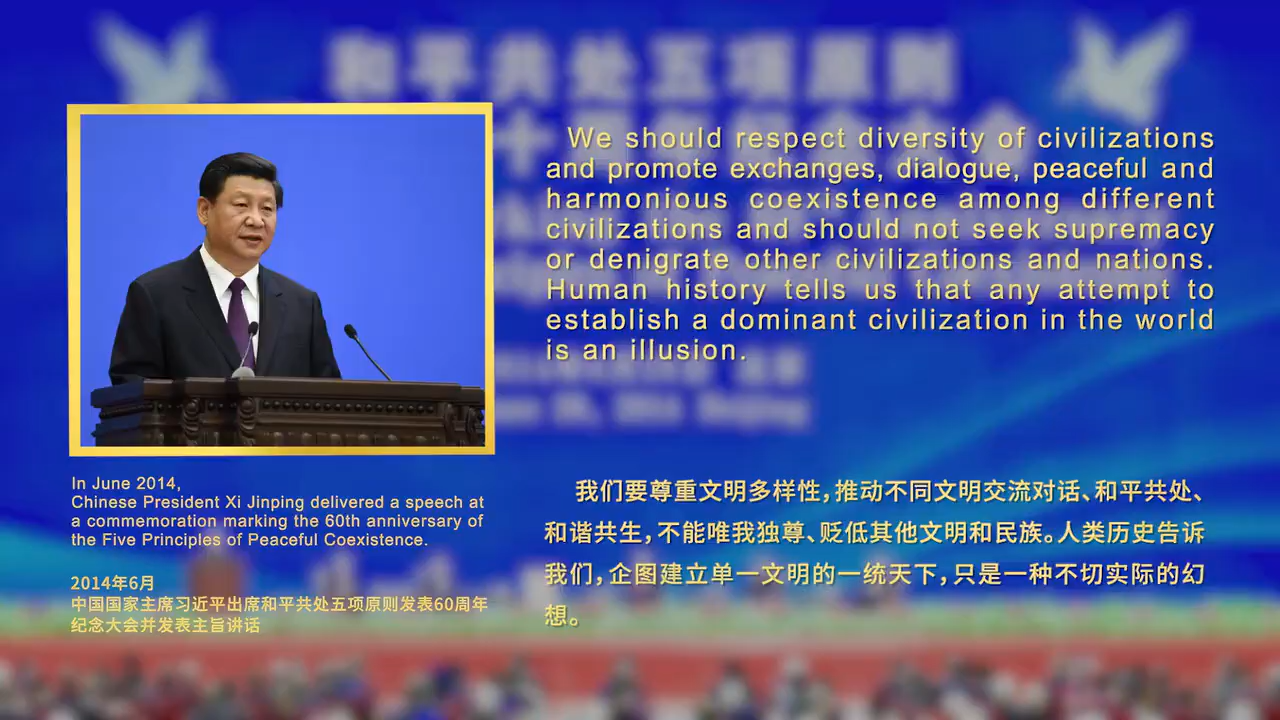 和平共处五项原则
We should respect diversity of civilizations
and promote exchanges, dialogue, peaceful and
harmonious coexistence among different
civilizations and should not seek supremacy
or denigrate other civilizations and nations.
Human history tells us that any attempt to
establish a dominant civilization in the world
is an illusion.
In June 2014,
Chinese President Xi Jinping delivered a speech at
a commemoration marking the 60th anniversary of
the Five Principles of Peaceful Coexistence.
2014年6月
中国国家主席习近平出席和平共处五项原则发表60周年
纪念大会并发表主旨讲话
我们要尊重文明多样性，推动不同文明交流对话、和平共处、
和谐共生，不能唯我独尊、贬低其他文明和民族。人类历史告诉
我们，企图建立单一文明的一统天下，只是一种不切实际的幻
想。